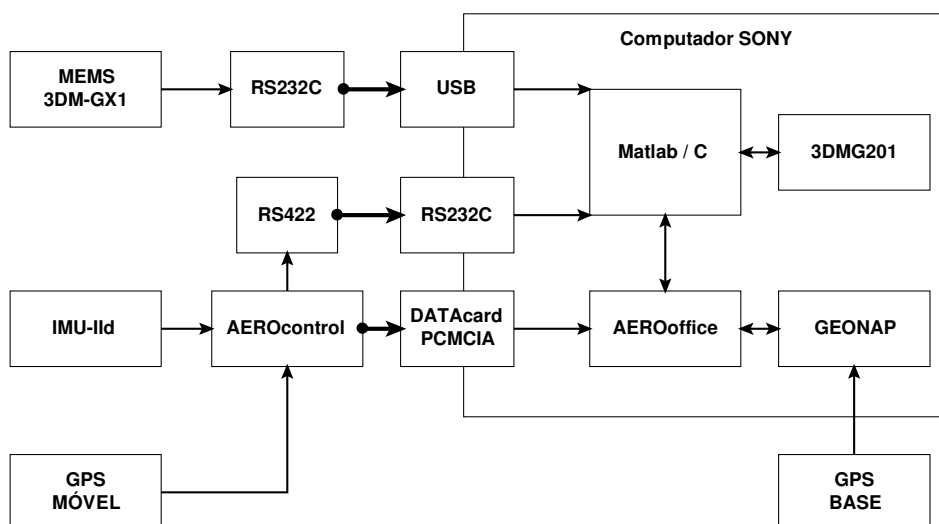 Computador SONY
MEMS
3DM-GX1
RS232C
USB
Matlab / C
3DMG201
RS422
RS232C
IMU-IId
AEROcontrol
DATAcard
PCMCIA
AEROoffice
GEONAP
GPS
MÓVEL
GPS
BASE